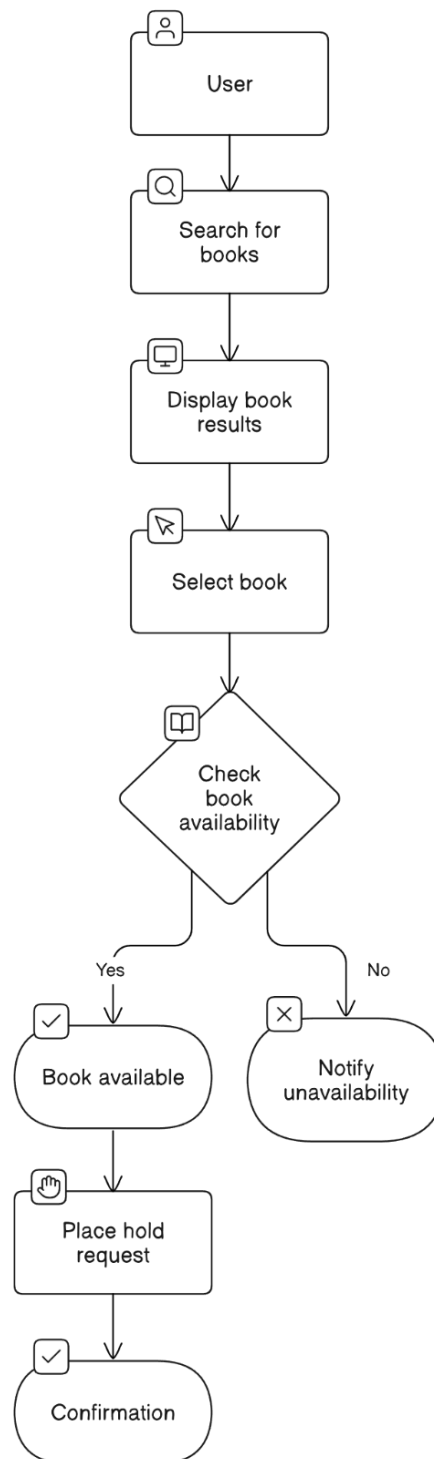 User
Search for
books
Display book
results
Select book
Check
book
availability
Yes
No
Book available
Notify
unavailability
Place hold
request
Confirmation